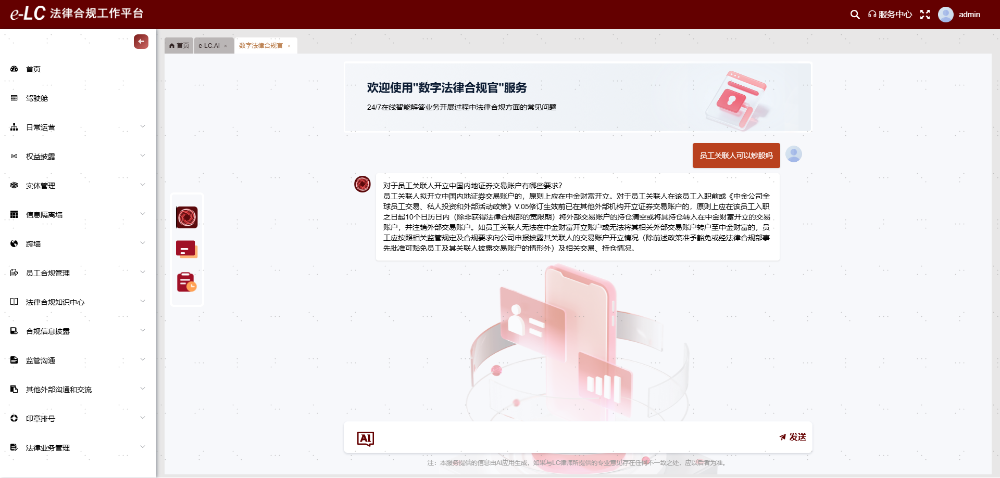 e-LC 法律合规工作平台
服务中心
admin
首页
e-LC.AI ×
数字法律合规官 ×
首页
驾驶舱
日常运营
权益披露
实体管理
信息隔离墙
跨墙
员工合规管理
法律合规知识中心
合规信息披露
监管沟通
其他外部沟通和交流
印章排号
法律业务管理
欢迎使用"数字法律合规官"服务
24/7在线智能解答业务开展过程中法律合规方面的常见问题
员工关联人可以炒股吗
对于员工关联人开立中国内地证券交易账户有哪些要求？
员工关联人拟开立中国内地证券交易账户的，原则上应在中金财富开立。对于员工关联人在该员工入职前或《中金公司全
球员工交易、私人投资和外部活动政策》V.05修订生效前已在其他外部机构开立证券交易账户的，原则上应在该员工入职
之日起10个日历日内（除非获得法律合规部的宽限期）将外部交易账户的持仓清空或将其持仓转入在中金财富开立的交易
账户，并注销外部交易账户。如员工关联人无法在中金财富开立账户或无法将其相关外部交易账户转户至中金财富的，员
工应按照相关监管规定及合规要求向公司申报披露其关联人的交易账户开立情况（除前述政策准予豁免或经法律合规部事
先批准可豁免员工及其关联人披露交易账户的情形外）及相关交易、持仓情况。
AI
发送
注：本服务提供的信息由AI应用生成，如果与LC律师所提供的专业意见存在任何不一致之处，应以后者为准。